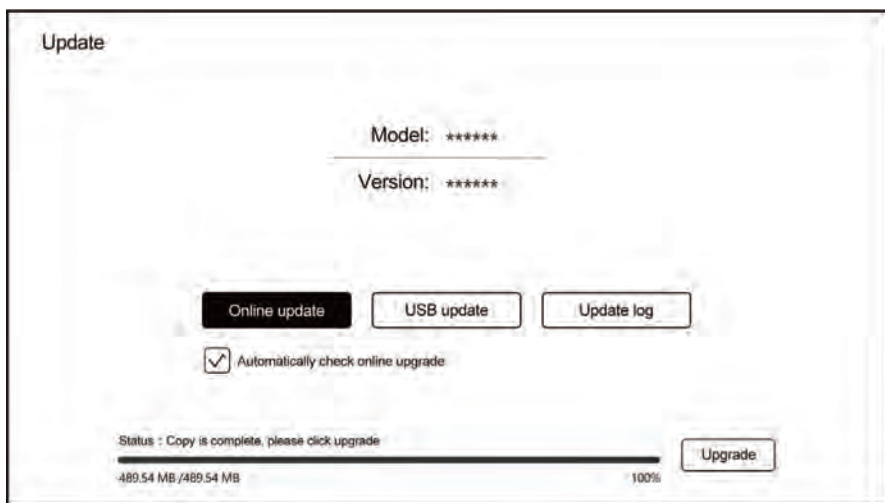 Update
Model: ******
Version: ******
Online update USB update Update log
Automatically check online upgrade
Status : Copy is complete, please click upgrade
Upgrade
489.54 MB /489.54 MB 100%